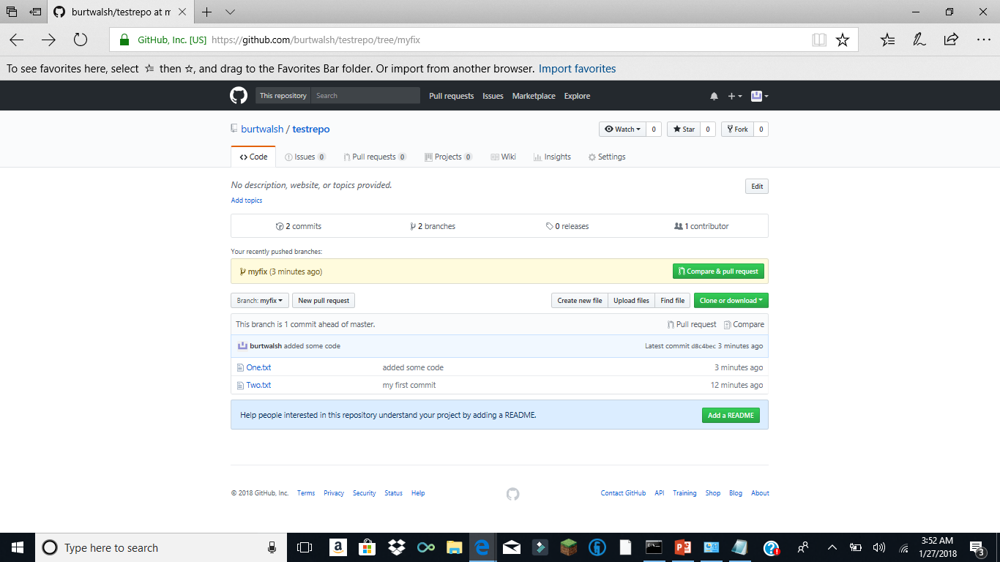 burtwalsh/testrepo at m
GitHub, Inc. [US] https://github.com/burtwalsh/testrepo/tree/myfix
To see favorites here, select then ☆, and drag to the Favorites Bar folder. Or import from another browser. Import favorites
This repository Search Pull requests Issues Marketplace Explore
burtwalsh / testrepo Watch 0 Star 0 Fork 0
<> Code Issues 0 Pull requests 0 Projects 0 Wiki Insights Settings
No description, website, or topics provided. Edit
Add topics
2 commits 2 branches 0 releases 1 contributor
Your recently pushed branches:
myfix (3 minutes ago) Compare & pull request
Branch: myfix New pull request Create new file Upload files Find file Clone or download
This branch is 1 commit ahead of master. Pull request Compare
burtwalsh added some code Latest commit d8c4bec 3 minutes ago
One.txt added some code 3 minutes ago
Two.txt my first commit 12 minutes ago
Help people interested in this repository understand your project by adding a README. Add a README
© 2018 GitHub, Inc. Terms Privacy Security Status Help Contact GitHub API Training Shop Blog About
Type here to search 3:52 AM
1/27/2018 3